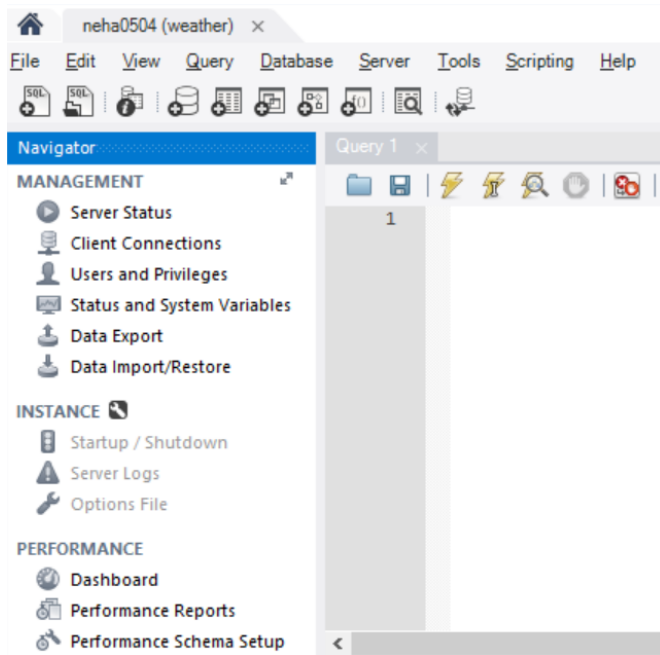 neha0504 (weather) ×
File Edit View Query Database Server Tools Scripting Help
SQL SQL
Navigator Query 1 ×
MANAGEMENT
1
Server Status
Client Connections
Users and Privileges
Status and System Variables
Data Export
Data Import/Restore
INSTANCE
Startup / Shutdown
Server Logs
Options File
PERFORMANCE
Dashboard
Performance Reports
Performance Schema Setup